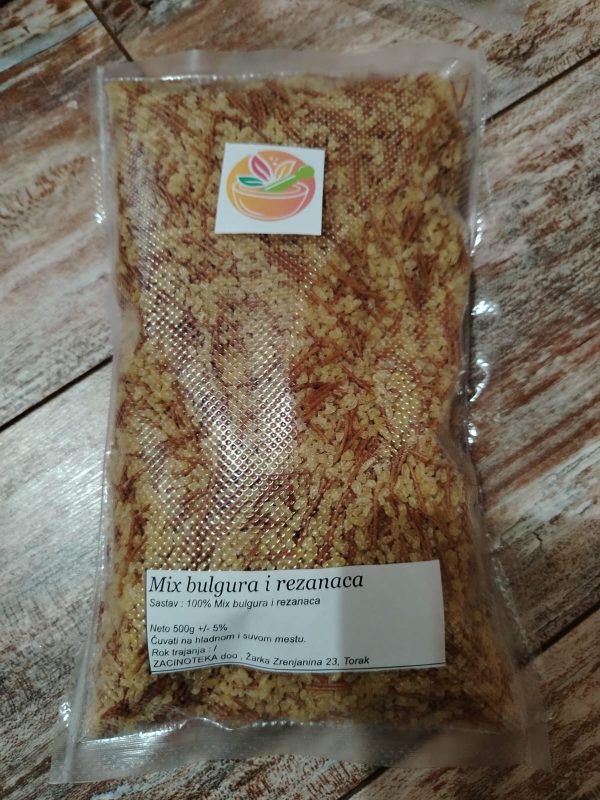 Mix bulgura i rezanaca
Sastav : 100% Mix bulgura i rezanaca
Neto 500g +/- 5%
Čuvati na hladnom i suvom mestu.
Rok trajanja : /
ZACINOTEKA doo , Žarka Zrenjanina 23, Torak